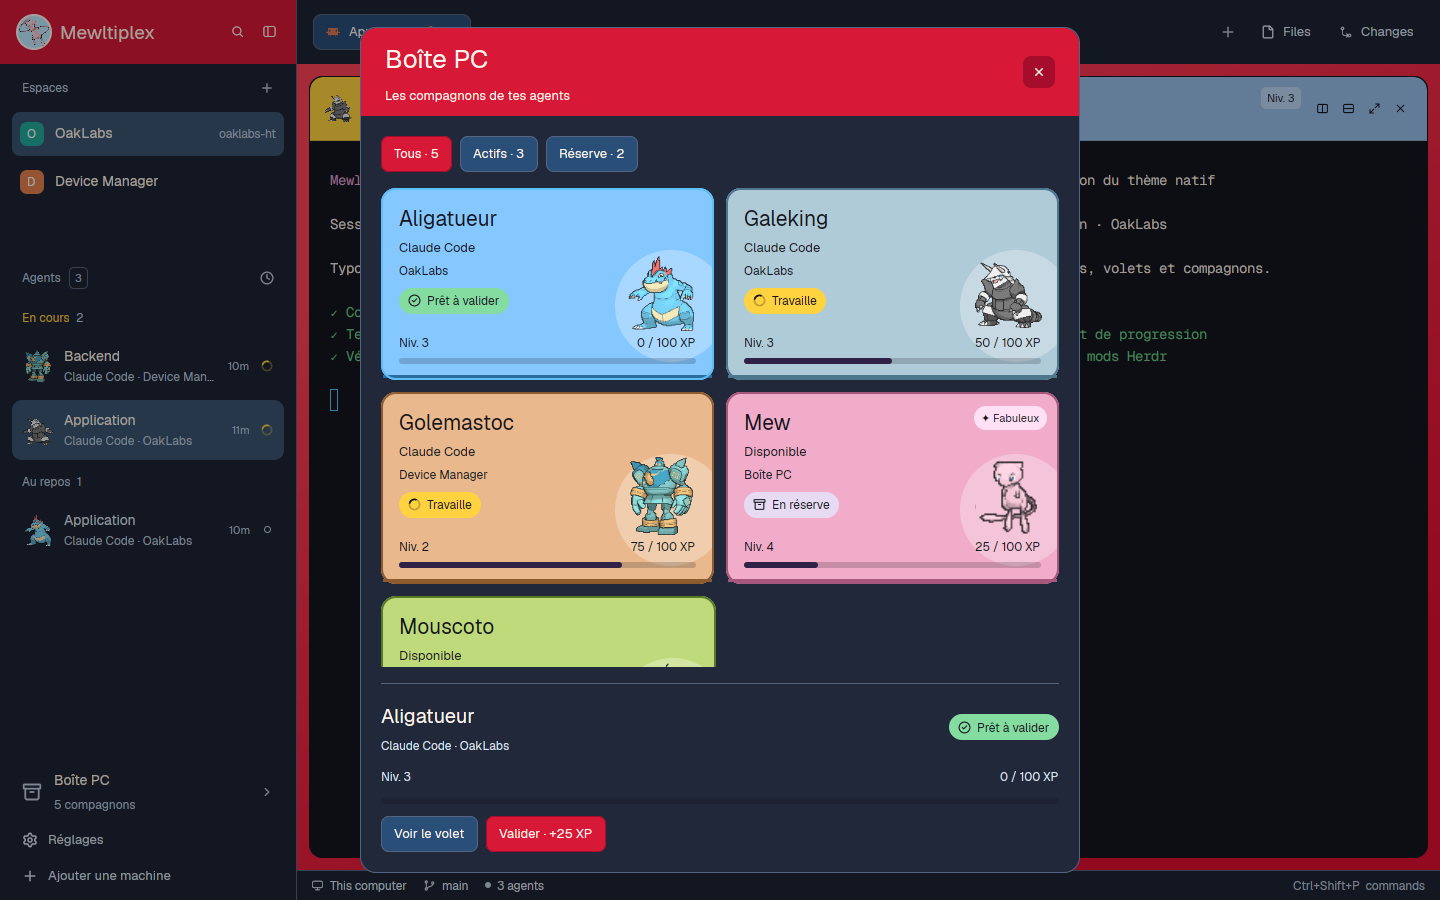 Mewltiplex
Files
Changes
Boîte PC
Les compagnons de tes agents
Espaces
O OakLabs oaklabs-ht
D Device Manager
Niv. 3
Tous · 5
Actifs · 3
Réserve · 2
on du thème natif
n · OakLabs
s, volets et compagnons.
t de progression
mods Herdr
Agents 3
En cours 2
Backend
Claude Code · Device Man... 10m
Application
Claude Code · OakLabs 11m
Au repos 1
Application
Claude Code · OakLabs 10m
Aligatueur
Claude Code
OakLabs
Prêt à valider
Niv. 3 0 / 100 XP
Galeking
Claude Code
OakLabs
Travaille
Niv. 3 50 / 100 XP
Golemastoc
Claude Code
Device Manager
Travaille
Niv. 2 75 / 100 XP
Mew
✦ Fabuleux
Disponible
Boîte PC
En réserve
Niv. 4 25 / 100 XP
Mouscoto
Disponible
Aligatueur
Claude Code · OakLabs
Prêt à valider
Niv. 3 0 / 100 XP
Voir le volet
Valider · +25 XP
Boîte PC
5 compagnons
Réglages
Ajouter une machine
This computer
main
3 agents
Ctrl+Shift+P commands